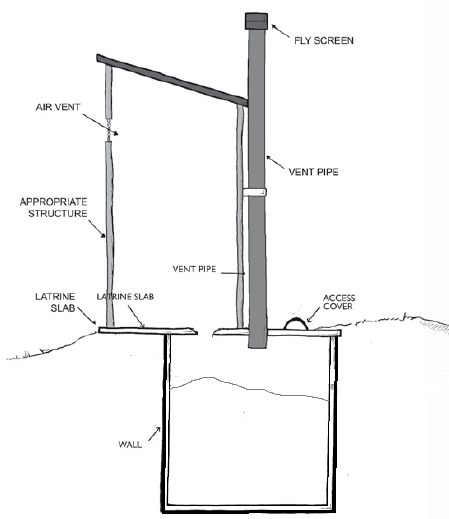 FLY SCREEN
AIR VENT
VENT PIPE
APPROPRIATE
STRUCTURE
VENT PIPE
LATRINE
SLAB
LATRINE SLAB
ACCESS
COVER
WALL